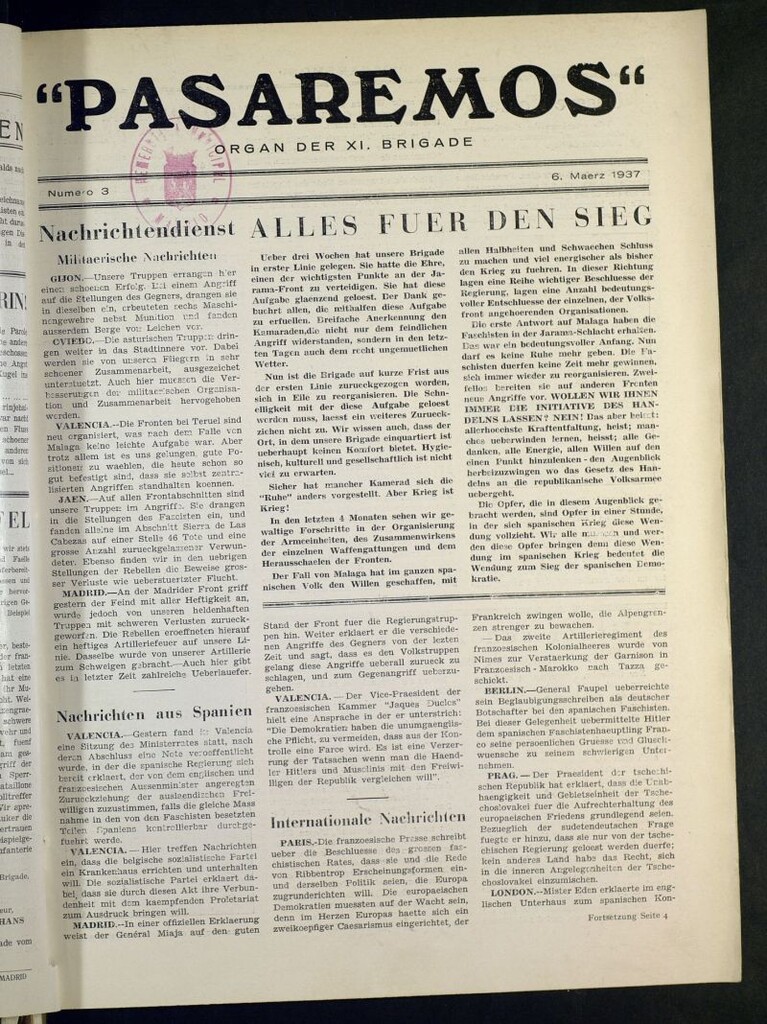 "PASAREMOS"
ORGAN DER XI. BRIGADE
Numero 3
6. Maerz 1937
Nachrichtendienst
Militaerische Nachrichten
GIJON.—Unsere Truppen errangen hier
einen schoenen Erfolg. Bei einem Angriff
auf die Stellungen des Gegners, drangen sie
in dieselben ein, erbeuteten sechs Maschi-
nengewehre nebst Munition und fanden
ausserdem Berge von Leichen vor.
OVIEDO.—Die asturischen Truppen drin-
gen weiter in das Stadtinnere vor. Dabei
werden sie von unseren Fliegern in sehr
schoener Zusammenarbeit, ausgezeichnet
unterstuetzt. Auch hier muessen die Ver-
besserungen der militaerischen Organisa-
tion und Zusammenarbeit hervorgehoben
werden.
VALENCIA.—Die Fronten bei Teruel sind
neu organisiert, was nach dem Falle von
Malaga keine leichte Aufgabe war. Aber
trotz allem ist es uns gelungen, gute Po-
sitionen zu waehlen, die heute schon so
gut befestigt sind, dass sie selbst zentra-
lisierten Angriffen standhalten koennen.
JAEN.—Auf allen Frontabschnitten sind
unsere Truppen im Angriff. Sie drangen
in die Stellungen des Faszisten ein, und
fanden alleine im Abschnitt Sierra de Las
Cabezas auf einer Stelle 46 Tote und eine
grosse Anzahl zurueckgelassener Verwun-
deter. Ebenso finden wir in den uebrigen
Stellungen der Rebellen die Beweise gros-
ser Verluste wie ueberstuerzter Flucht.
MADRID.—An der Madrider Front griff
gestern der Feind mit aller Heftigkeit an,
wurde jedoch von unseren heldenhaften
Truppen mit schweren Verlusten zurueck-
geworfen. Die Rebellen eroeffneten hierauf
ein heftiges Artilleriefeuer auf unsere Li-
nie. Dasselbe wurde von unserer Artillerie
zum Schweigen gebracht—Auch hier gibt
es in letzter Zeit zahlreiche Ueberlaeufer.
Nachrichten aus Spanien
VALENCIA.—Gestern fand in Valencia
eine Sitzung des Ministerrates statt, nach
deren Abschluss eine Note veroeffentlicht
wurde, in der die spanische Regierung sich
bereit erklaert, der von dem englischen und
franzoesischen Aussenminister angeregten
Zurueckziehung der auslaendischen Frei-
willigen zuzustimmen, falls die gleiche Mass
nahme in den von den Faschisten besetzten
Teilen Spaniens kontrollierbar durchge-
fuehrt werde.
VALENCIA.—Hier treffen Nachrichten
ein, dass die belgische sozialistische Partei
ein Krankenhaus errichten und unterhalten
will. Die sozialistische Partei erklaert da-
bei, dass sie durch diesen Akt ihre Verbun-
denheit mit dem kaempfenden Proletariat
zum Ausdruck bringen will.
MADRID.—In einer offiziellen Erklaerung
weist der General Miaja auf den guten
ALLES FUER DEN SIEG
Ueber drei Wochen hat unsere Brigade
in erster Linie gelegen. Sie hatte die Ehre,
einen der wichtigsten Punkte an der Ja-
rama-Front zu verteidigen. Sie hat diese
Aufgabe glaenzend geloest. Der Dank ge-
buchrt allen, die mithalfen diese Aufgabe
zu erfuellen. Dreifache Anerkennung den
Kamaraden,die nicht nur dem feindlichen
Angriff widerstanden, sondern in den letz-
ten Tagen auch dem recht ungemuetlichen
Wetter.
Nun ist die Brigade auf kurze Frist aus
der ersten Linie zurueckgezogen worden,
sich in Eile zu reorganisieren. Die Schne-
lligkeit mit der diese Aufgabe geloest
werden muss, laesst ein weiteres Zurueck-
ziehen nicht zu. Wir wissen auch, dass der
Ort, in dem unsere Brigade einquartiert ist
ueberhaupt keinen Komfort bietet. Hygie-
nisch, kulturell und gesellschaftlich ist nicht
viel zu erwarten.
Sicher hat mancher Kamerad sich die
"Ruhe" anders vorgestellt. Aber Krieg ist
Krieg!
In den letzten 4 Monaten sehen wir ge-
waltige Forschritte in der Organisierung
der Armeeinheiten, des Zusammenwirkens
der einzelnen Waffengattungen und dem
Herausschaelen der Fronten.
Der Fall von Malaga hat im ganzen spa-
nischen Volk den Willen geschaffen, mit
allen Halbheiten und Schwaechen Schluss
zu machen und viel energischer als bisher
den Krieg zu fuehren. In dieser Richtung
lagen eine Reihe wichtiger Beschluesse der
Regierung, lagen eine Anzahl bedeutungs-
voller Entschluesse der einzelnen, der Volks-
front angehoerenden Organisationen.
Die erste Antwort auf Malaga haben die
Faschisten in der Jarama-Schlacht erhalten.
Das war ein bedeutungsvoller Anfang. Nun
darf es keine Ruhe mehr geben. Die Fa-
schisten duerfen keine Zeit mehr gewinnen,
sich immer wieder zu reorganisieren. Zwei-
fellos bereiten sie auf anderen Fronten
neue Angriffe vor. WOLLEN WIR IHNEN
IMMER DIE INITIATIVE DES HAN-
DELNS LASSEN? NEIN! Das aber heisst:
allerhoechste Kraftentfaltung, heist; man-
ches ueberwinden lernen, heisst; alle Ge-
danken, alle Energie, allen Willen auf den
einen Punkt hinzulenken - den Augenblick
herbeizuzwingen wo das Gesetz des Han-
delns an die republikanische Volksarmee
uebergeht.
Die Opfer, die in diesem Augenblick ge-
bracht werden, sind Opfer in einer Stunde,
in der sich spanischen Krieg diese Wen-
dung vollzieht. Wir alle muessen und wer-
den diese Opfer bringen denn diese Wen-
dung im spanischen Krieg bedeutet die
Wendung zum Sieg der spanischen Demo-
kratie.
Stand der Front fuer die Regierungstrup-
pen hin. Weiter erklaert er die verschiede-
nen Angriffe des Gegners von der lezten
Zeit und sagt, dass es den Volkstruppen
gelang diese Angriffe ueberall zurueck zu
schlagen, und zum Gegenangriff ueberzu-
gehen.
VALENCIA. — Der Vice-Praesident der
franzoesischen Kammer "Jaques Duclos"
hielt eine Ansprache in der er unterstrich:
"Die Demokratien haben die unumgaengli-
che Pflicht, zu vermeiden, dass aus der Kon-
trolle eine Farce wird. Es ist eine Verzer-
rung der Tatsachen wenn man die Haend-
ler Hitlers und Muselinis mit den Freiwi-
lligen der Republik vergleichen will".
Internationale Nachrichten
PARIS.-Die franzoesische Presse schreibt
ueber die Beschluesse des grossen fas-
chistischen Rates, dass sie und die Rede
von Ribbentrop Erscheinungsformen ein-
und derselben Politik seien, die Europa
zugrunderichten will. Die europaeischen
Demokratien muessten auf der Wacht sein,
denn im Herzen Europas haette sich ein
zweikoepfiger Caesarismus eingerichtet, der
Frankreich zwingen wolle, die Alpengren-
zen strenger zu bewachen.
— Das zweite Artillerieregiment des
franzoesischen Kolonialheeres wurde von
Nimes zur Verstaerkung der Garnison in
Franzoesisch - Marokko nach Tazza ge-
schickt.
BERLIN.—General Faupel ueberreichte
sein Beglaubigungsschreiben als deutscher
Botschafter bei den spanischen Faschisten.
Bei dieser Gelegenheit uebermittelte Hitler
dem spanischen Faschistenhaeuptling Fran-
co seine persoenlichen Gruesse und Glueck-
wuensche zu seinem schwierigen Unter-
nehmen.
PRAG. — Der Praesident der tschechi-
schen Republik hat erklaert, dass die Unab-
haengigkeit und Gebietseinheit der Tsche-
choslovakei fuer die Aufrechterhaltung des
europaeischen Friedens grundlegend seien.
Bezueglich der sudetendeutschen Frage
fuegte er hinzu, dass sie nur von der tsche-
chischen Regierung geloest werden duerfe;
kein anderes Land habe das Recht, sich
in die inneren Angelegenheiten der Tsche-
choslovakei einzumischen.
LONDON.—Mister Eden erklaerte im eng-
lischen Unterhaus zum spanischen Kon-
Fortsetzung Seite 4